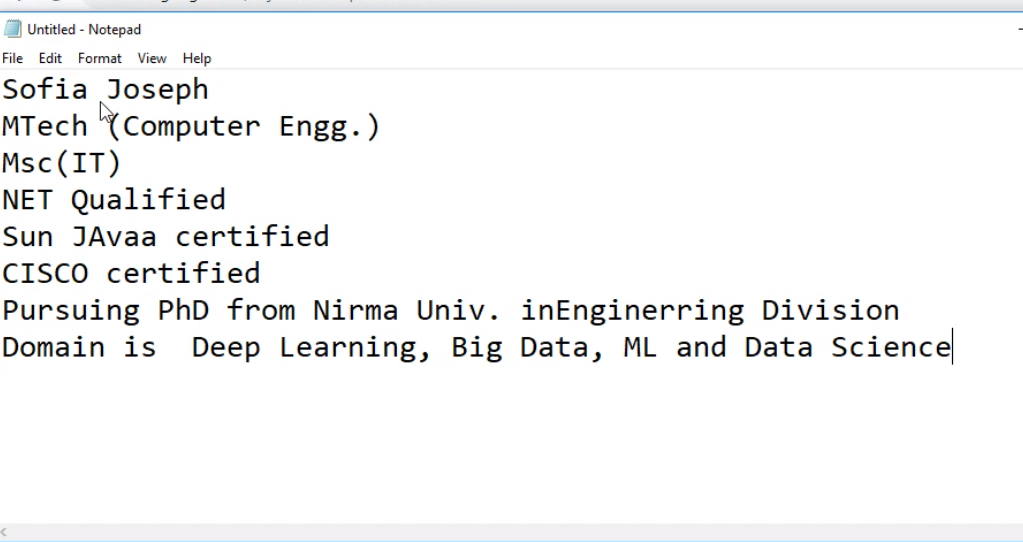 Untitled - Notepad
File Edit Format View Help
Sofia Joseph
MTech (Computer Engg.)
Msc(IT)
NET Qualified
Sun JAvaa certified
CISCO certified
Pursuing PhD from Nirma Univ. inEnginerring Division
Domain is  Deep Learning, Big Data, ML and Data Science